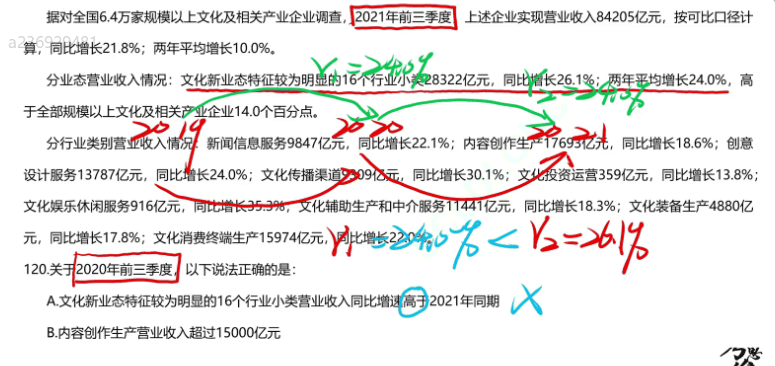 据对全国6.4万家规模以上文化及相关产业企业调查，2021年前三季度，上述企业实现营业收入84205亿元，按可比口径计
算，同比增长21.8%；两年平均增长10.0%。
a236929481
γ₁=24.0%
分业态营业收入情况：文化新业态特征较为明显的16个行业小类28322亿元，同比增长26.1%；两年平均增长24.0%，高
γ₂=24.0%
于全部规模以上文化及相关产业企业14.0个百分点。
2019 2020 2021
分行业类别营业收入情况：新闻信息服务9847亿元，同比增长22.1%；内容创作生产17693亿元，同比增长18.6%；创意
设计服务13787亿元，同比增长24.0%；文化传播渠道9309亿元，同比增长30.1%；文化投资运营359亿元，同比增长13.8%；
文化娱乐休闲服务916亿元，同比增长35.3%；文化辅助生产和中介服务11441亿元，同比增长18.3%；文化装备生产4880亿
元，同比增长17.8%；文化消费终端生产15974亿元，同比增长22.0%。
γ₁=24.0%<γ₂=26.1%
120.关于2020年前三季度，以下说法正确的是：
A.文化新业态特征较为明显的16个行业小类营业收入同比增速高于2021年同期 ×
B.内容创作生产营业收入超过15000亿元